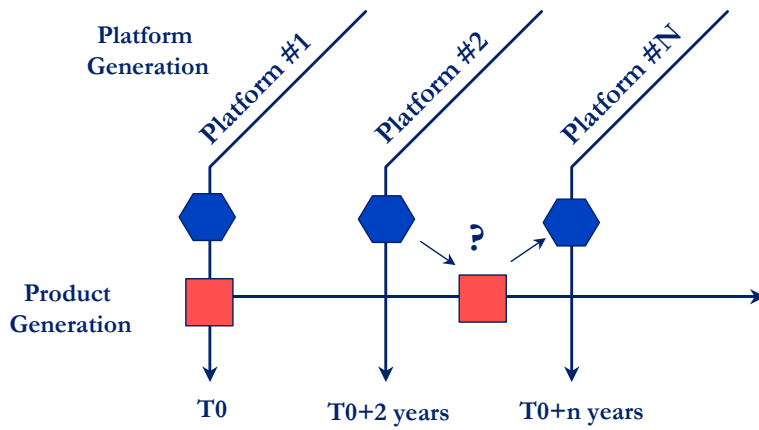 Platform
Generation
Platform #1
Platform #2
Platform #N
?
Product
Generation
T0
T0+2 years
T0+n years